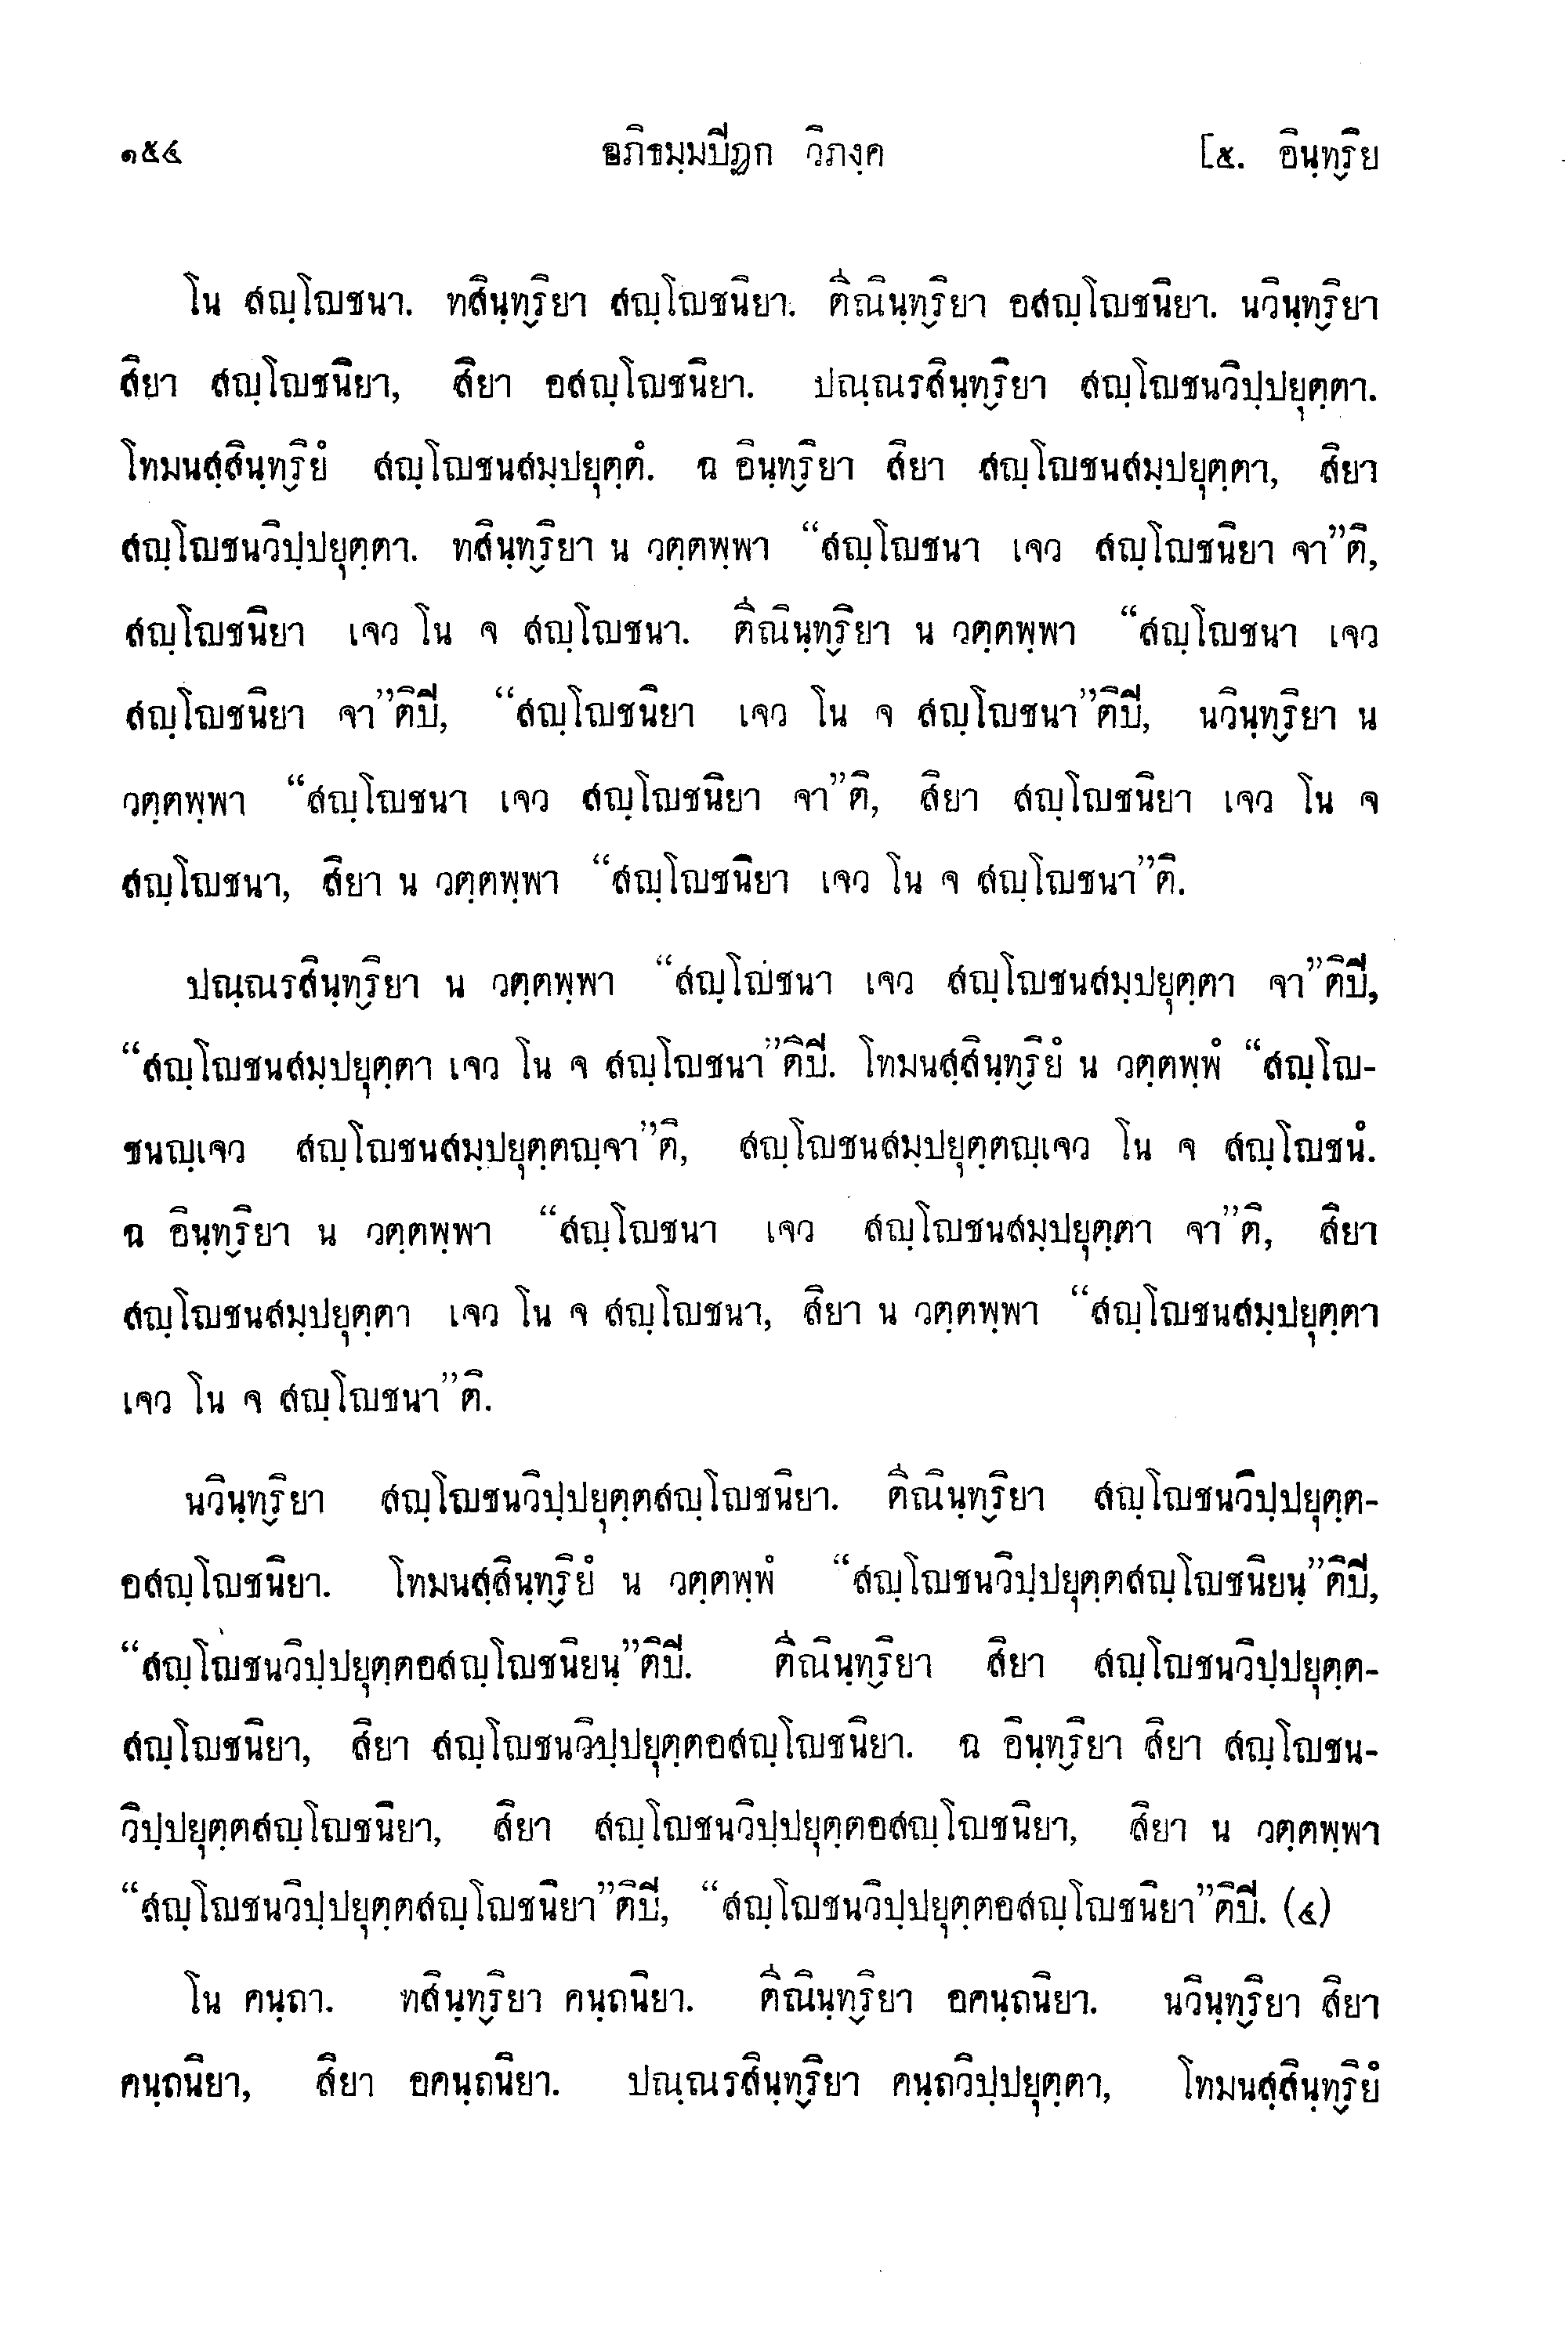 ๑๕๔ อภิธมฺมปีฏก วิภงฺค [๕. อินฺทฺริย
โน สญฺโญชนา. ทสินฺทฺริยา สญฺโญชนิยา. ติ่ณินฺทฺริยา อสญฺโญชนิยา. นวินฺทฺริยา
สิยา สญฺโญชนิยา, สิยา อสญฺโญชนิยา. ปณฺณรสินฺทฺริยา สญฺโญชนวิปฺปยุตฺตา.
โทมนสฺสินฺทฺริยํ สญฺโญชนสมฺปยุตฺตํ. ฉ อินฺทฺริยา สิยา สญฺโญชนสมฺปยุตฺตา, สิยา
สญฺโญชนวิปฺปยุตฺตา. ทสินฺทฺริยา น วตฺตพฺพา “สญฺโญชนา เจว สญฺโญชนิยา จา”ติ,
สญฺโญชนิยา เจว โน จ สญฺโญชนา. ติ่ณินฺทฺริยา น วตฺตพฺพา “สญฺโญชนา เจว
สญฺโญชนิยา จา”ติปี, “สญฺโญชนิยา เจว โน จ สญฺโญชนา”ติปี, นวินฺทฺริยา น
วตฺตพฺพา “สญฺโญชนา เจว สญฺโญชนิยา จา”ติ, สิยา สญฺโญชนิยา เจว โน จ
สญฺโญชนา, สิยา น วตฺตพฺพา “สญฺโญชนิยา เจว โน จ สญฺโญชนา”ติ.
ปณฺณรสินฺทฺริยา น วตฺตพฺพา “สญฺโญชนา เจว สญฺโญชนสมฺปยุตฺตา จา”ติปี,
“สญฺโญชนสมฺปยุตฺตา เจว โน จ สญฺโญชนา”ติปี. โทมนสฺสินฺทฺริยํ น วตฺตพฺพํ “สญฺโญ-
ชนญฺเจว สญฺโญชนสมฺปยุตฺตญฺจา”ติ, สญฺโญชนสมฺปยุตฺตญฺเจว โน จ สญฺโญชนํ.
ฉ อินฺทฺริยา น วตฺตพฺพา “สญฺโญชนา เจว สญฺโญชนสมฺปยุตฺตา จา”ติ, สิยา
สญฺโญชนสมฺปยุตฺตา เจว โน จ สญฺโญชนา, สิยา น วตฺตพฺพา “สญฺโญชนสมฺปยุตฺตา
เจว โน จ สญฺโญชนา”ติ.
นวินฺทฺริยา สญฺโญชนวิปฺปยุตฺตสญฺโญชนิยา. ติ่ณินฺทฺริยา สญฺโญชนวิปฺปยุตฺต-
อสญฺโญชนิยา. โทมนสฺสินฺทฺริยํ น วตฺตพฺพํ “สญฺโญชนวิปฺปยุตฺตสญฺโญชนิยนฺ”ติปี,
“สญฺโญชนวิปฺปยุตฺตอสญฺโญชนิยนฺ”ติปี. ติ่ณินฺทฺริยา สิยา สญฺโญชนวิปฺปยุตฺต-
สญฺโญชนิยา, สิยา สญฺโญชนวิปฺปยุตฺตอสญฺโญชนิยา. ฉ อินฺทฺริยา สิยา สญฺโญชน-
วิปฺปยุตฺตสญฺโญชนิยา, สิยา สญฺโญชนวิปฺปยุตฺตอสญฺโญชนิยา, สิยา น วตฺตพฺพา
“สญฺโญชนวิปฺปยุตฺตสญฺโญชนิยา”ติปี, “สญฺโญชนวิปฺปยุตฺตอสญฺโญชนิยา”ติปี. (๔)
โน คนฺถา. ทสินฺทฺริยา คนฺถนิยา. ติ่ณินฺทฺริยา อคนฺถนิยา. นวินฺทฺริยา สิยา
คนฺถนิยา, สิยา อคนฺถนิยา. ปณฺณรสินฺทฺริยา คนฺถวิปฺปยุตฺตา, โทมนสฺสินฺทฺริยํ